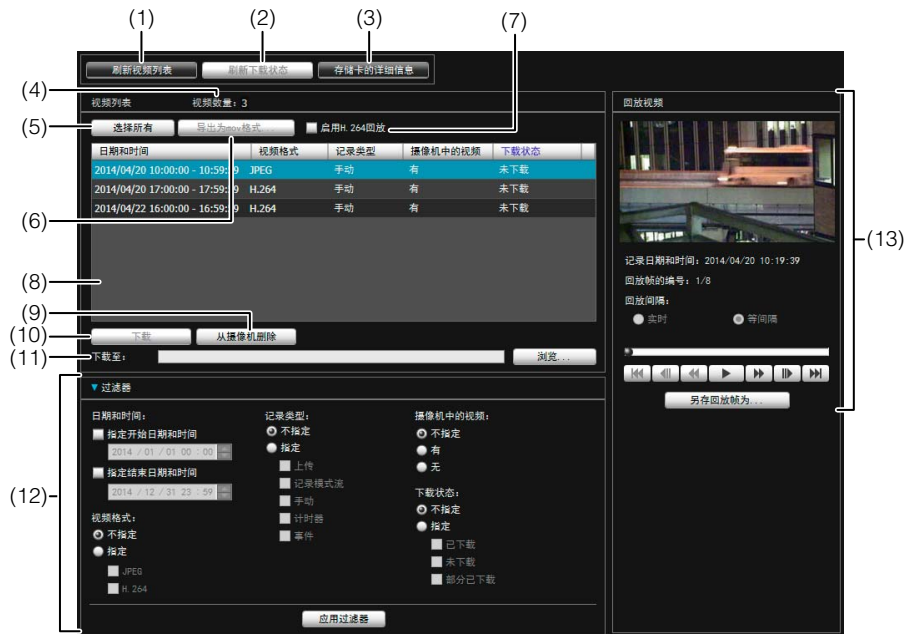 (1)
(2)
(3)
(7)
刷新视频列表 刷新下载状态 存储卡的详细信息
(4)
视频列表 视频数量：3
回放视频
(5)
选择所有 导出为mov格式... 启用H.264回放
日期和时间 视频格式 记录类型 摄像机中的视频 下载状态
2014/04/20 10:00:00 - 10:59:59 JPEG 手动 有 未下载
2014/04/20 17:00:00 - 17:59:59 H.264 手动 有 未下载
(6)
2014/04/22 16:00:00 - 16:59:59 H.264 手动 有 未下载
(13)
记录日期和时间：2014/04/20 10:19:39
(8)
回放帧的编号：1/8
回放间隔：
(9)
实时 等间隔
(10)
下载 从摄像机删除
(11)
下载至： 浏览...
过滤器
另存回放帧为...
(12)
日期和时间：
指定开始日期和时间
2014 / 01 / 01 00 : 00
指定结束日期和时间
2014 / 12 / 31 23 : 59
视频格式：
不指定
指定
JPEG
H.264
记录类型：
不指定
指定
上传
记录模式流
手动
计时器
事件
摄像机中的视频：
不指定
有
无
下载状态：
不指定
指定
已下载
未下载
部分已下载
应用过滤器